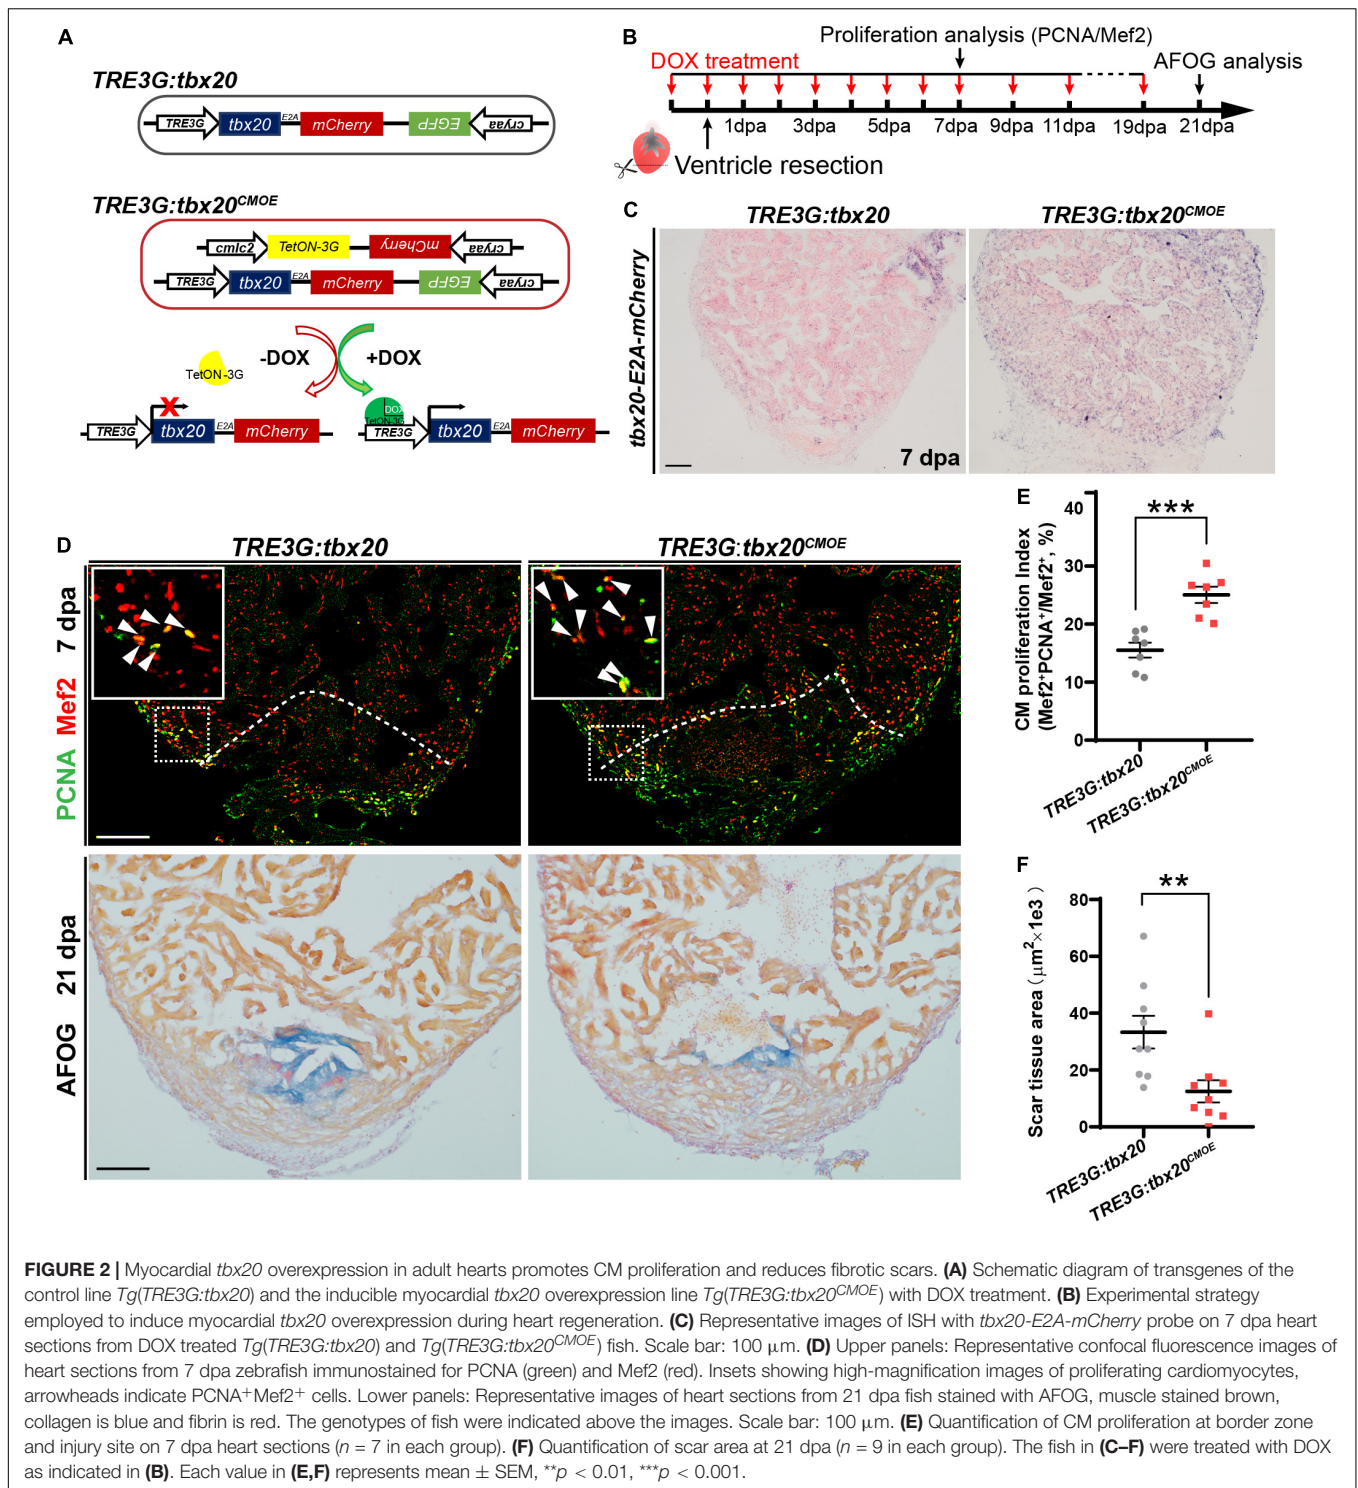 A
TRE3G:tbx20
TRE3G tbx20 E2A mCherry EGFP cryaa
TRE3G:tbx20CMOE
cmlc2 TetON-3G mCherry cryaa
TRE3G tbx20 E2A mCherry EGFP cryaa
-DOX +DOX
TetON-3G
DOX
TetON-3G
TRE3G tbx20 E2A mCherry
TRE3G tbx20 E2A mCherry
B
Proliferation analysis (PCNA/Mef2)
DOX treatment AFOG analysis
1dpa 3dpa 5dpa 7dpa 9dpa 11dpa 19dpa 21dpa
Ventricle resection
C
TRE3G:tbx20 TRE3G:tbx20CMOE
tbx20-E2A-mCherry
7 dpa
D
TRE3G:tbx20 TRE3G:tbx20CMOE
PCNA Mef2 7 dpa
AFOG 21 dpa
E
CM proliferation Index
(Mef2+PCNA+/Mef2+, %)
***
40
30
20
10
0
TRE3G:tbx20
TRE3G:tbx20CMOE
F
Scar tissue area (μm2×1e3)
**
80
60
40
20
0
TRE3G:tbx20
TRE3G:tbx20CMOE
FIGURE 2 | Myocardial tbx20 overexpression in adult hearts promotes CM proliferation and reduces fibrotic scars. (A) Schematic diagram of transgenes of the
control line Tg(TRE3G:tbx20) and the inducible myocardial tbx20 overexpression line Tg(TRE3G:tbx20CMOE) with DOX treatment. (B) Experimental strategy
employed to induce myocardial tbx20 overexpression during heart regeneration. (C) Representative images of ISH with tbx20-E2A-mCherry probe on 7 dpa heart
sections from DOX treated Tg(TRE3G:tbx20) and Tg(TRE3G:tbx20CMOE) fish. Scale bar: 100 μm. (D) Upper panels: Representative confocal fluorescence images of
heart sections from 7 dpa zebrafish immunostained for PCNA (green) and Mef2 (red). Insets showing high-magnification images of proliferating cardiomyocytes,
arrowheads indicate PCNA+Mef2+ cells. Lower panels: Representative images of heart sections from 21 dpa fish stained with AFOG, muscle stained brown,
collagen is blue and fibrin is red. The genotypes of fish were indicated above the images. Scale bar: 100 μm. (E) Quantification of CM proliferation at border zone
and injury site on 7 dpa heart sections (n = 7 in each group). (F) Quantification of scar area at 21 dpa (n = 9 in each group). The fish in (C–F) were treated with DOX
as indicated in (B). Each value in (E,F) represents mean ± SEM, **p < 0.01, ***p < 0.001.